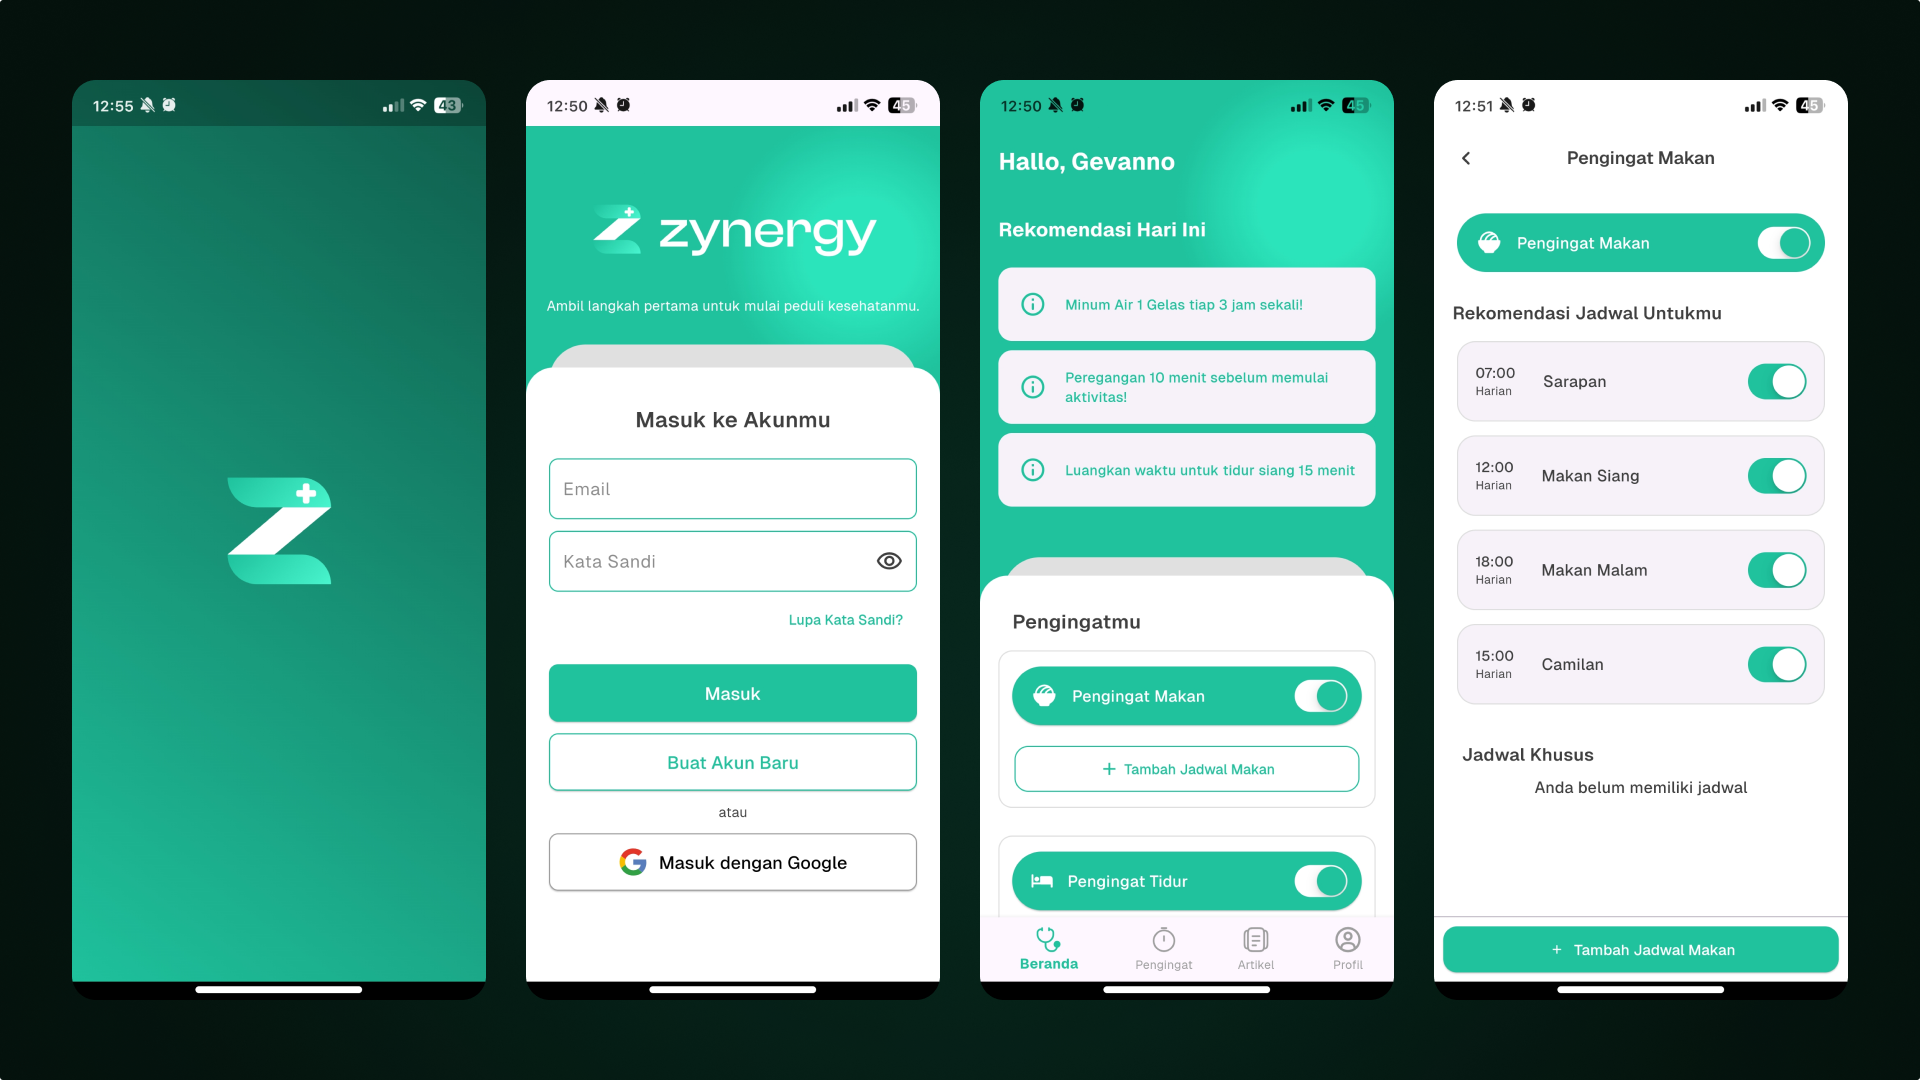 12:55
43
12:50
45
zynergy
Ambil langkah pertama untuk mulai peduli kesehatanmu.
Masuk ke Akunmu
Email
Kata Sandi
Lupa Kata Sandi?
Masuk
Buat Akun Baru
atau
Masuk dengan Google
12:50
45
Hallo, Gevanno
Rekomendasi Hari Ini
Minum Air 1 Gelas tiap 3 jam sekali!
Peregangan 10 menit sebelum memulai
aktivitas!
Luangkan waktu untuk tidur siang 15 menit
Pengingatmu
Pengingat Makan
+ Tambah Jadwal Makan
Pengingat Tidur
Beranda
Pengingat
Artikel
Profil
12:51
45
Pengingat Makan
Pengingat Makan
Rekomendasi Jadwal Untukmu
07:00
Harian
Sarapan
12:00
Harian
Makan Siang
18:00
Harian
Makan Malam
15:00
Harian
Camilan
Jadwal Khusus
Anda belum memiliki jadwal
+ Tambah Jadwal Makan